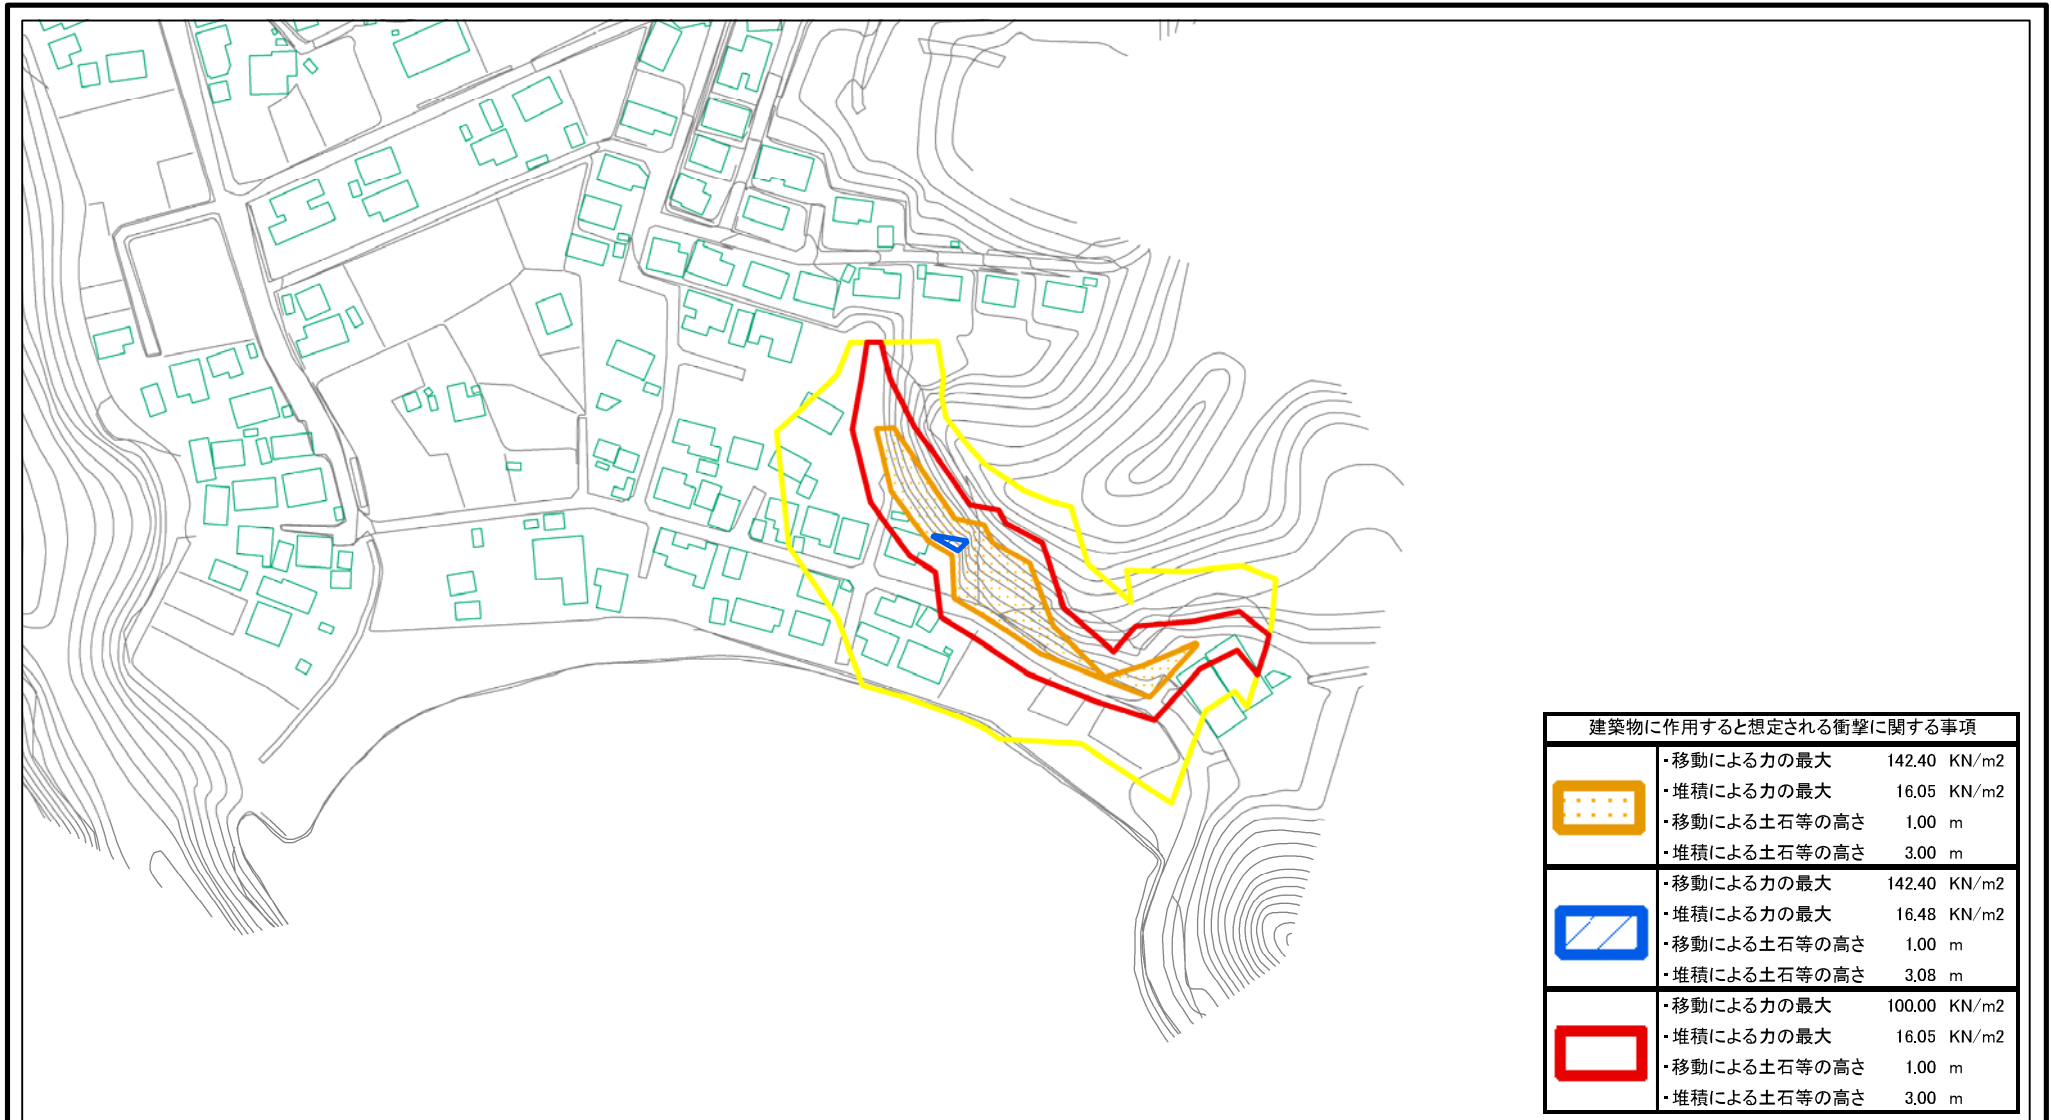 建築物に作用すると想定される衝撃に関する事項
・移動による力の最大 142.40 KN/m2
・堆積による力の最大 16.05 KN/m2
・移動による土石等の高さ 1.00 m
・堆積による土石等の高さ 3.00 m
・移動による力の最大 142.40 KN/m2
・堆積による力の最大 16.48 KN/m2
・移動による土石等の高さ 1.00 m
・堆積による土石等の高さ 3.08 m
・移動による力の最大 100.00 KN/m2
・堆積による力の最大 16.05 KN/m2
・移動による土石等の高さ 1.00 m
・堆積による土石等の高さ 3.00 m